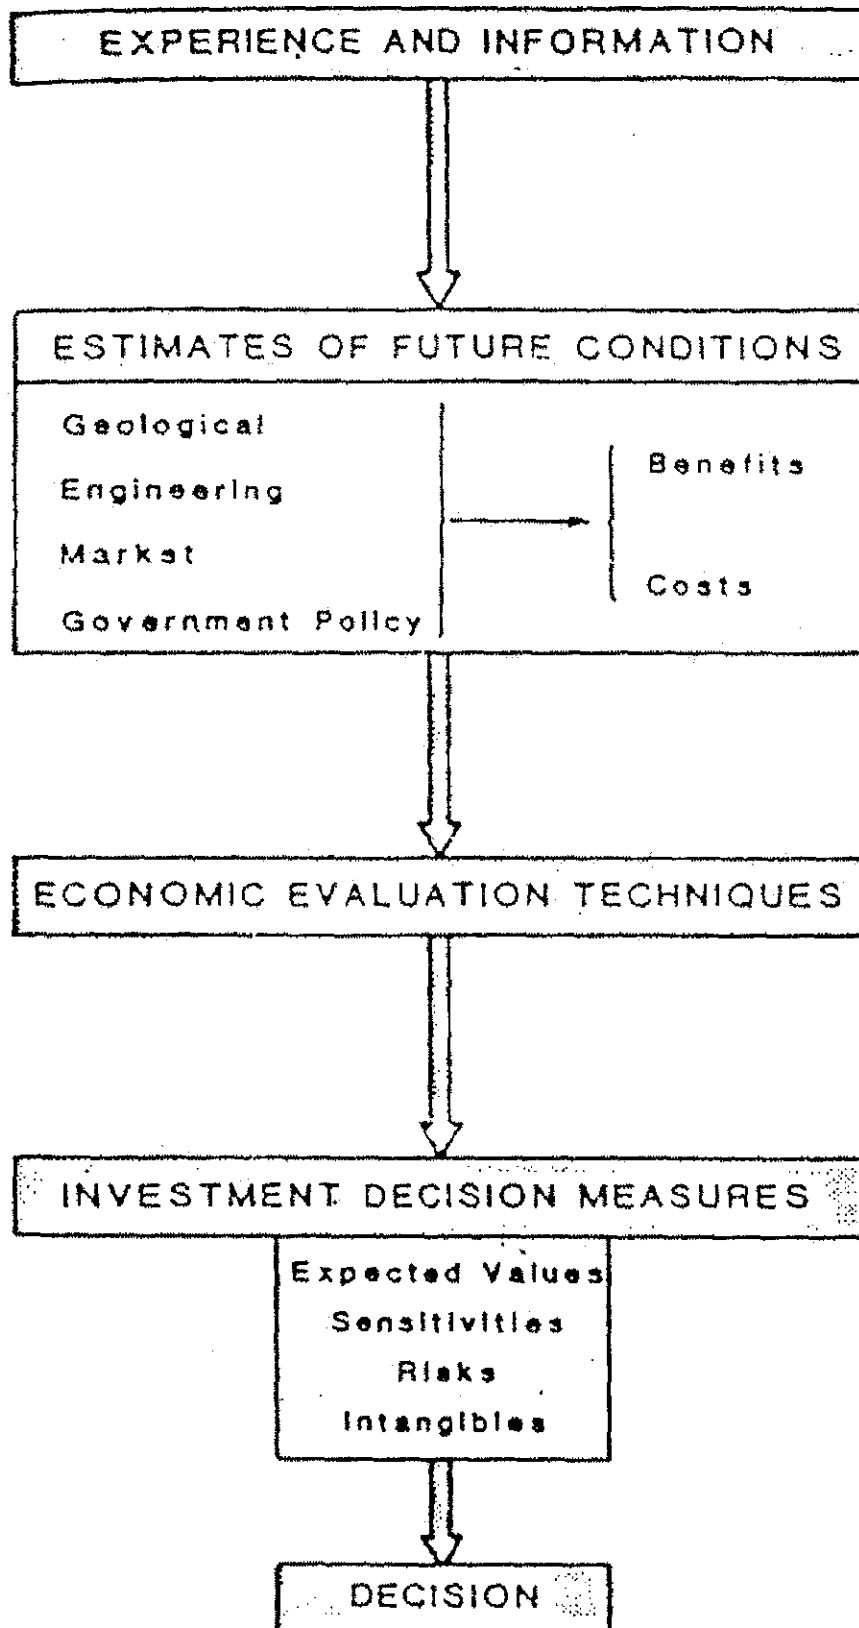 EXPERIENCE AND INFORMATION
ESTIMATES OF FUTURE CONDITIONS
Geological
Engineering
Market
Government Policy
Benefits
Costs
ECONOMIC EVALUATION TECHNIQUES
INVESTMENT DECISION MEASURES
Expected Values
Sensitivities
Risks
Intangibles
DECISION